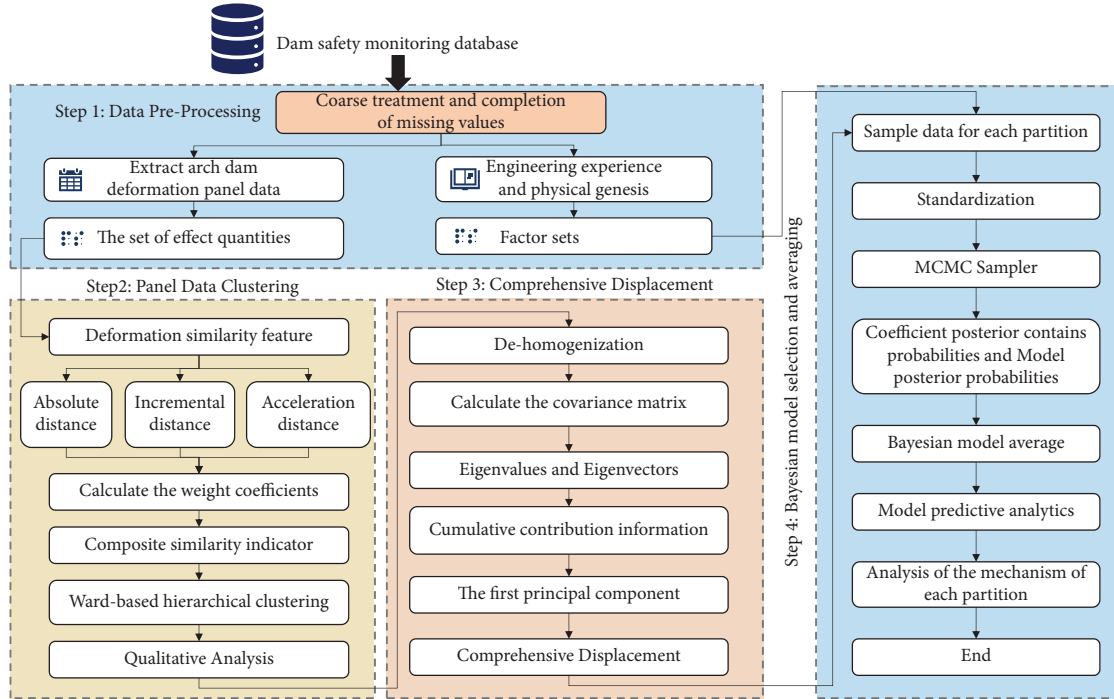 Dam safety monitoring database
Step 1: Data Pre-Processing
Coarse treatment and completion
of missing values
Extract arch dam
deformation panel data
Engineering experience
and physical genesis
The set of effect quantities
Factor sets
Step2: Panel Data Clustering
Deformation similarity feature
Absolute
distance
Incremental
distance
Acceleration
distance
Calculate the weight coefficients
Composite similarity indicator
Ward-based hierarchical clustering
Qualitative Analysis
Step 3: Comprehensive Displacement
De-homogenization
Calculate the covariance matrix
Eigenvalues and Eigenvectors
Cumulative contribution information
The first principal component
Comprehensive Displacement
Step 4: Bayesian model selection and averaging
Sample data for each partition
Standardization
MCMC Sampler
Coefficient posterior contains
probabilities and Model
posterior probabilities
Bayesian model average
Model predictive analytics
Analysis of the mechanism of
each partition
End